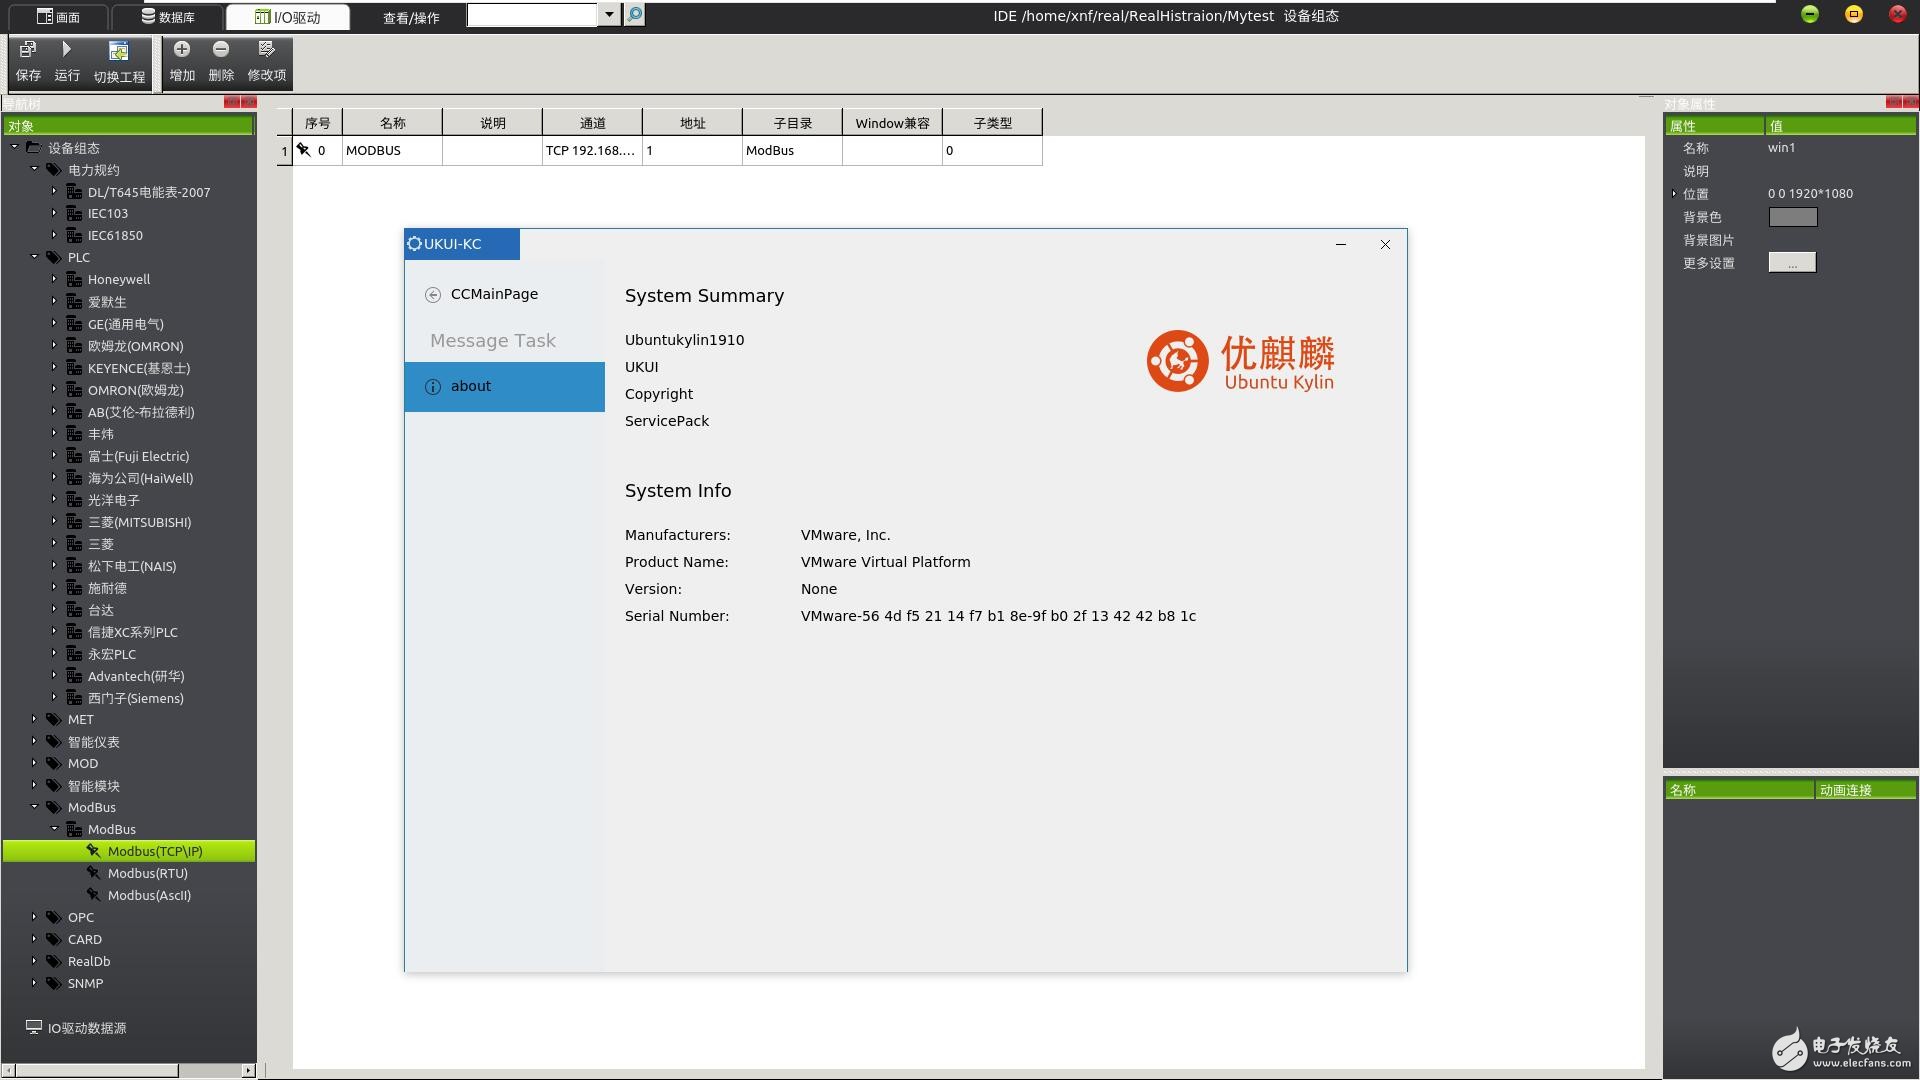 画面
数据库
I/O驱动
查看/操作
IDE /home/xnf/real/RealHistraion/Mytest 设备组态
保存
运行
切换工程
增加
删除
修改项
导航树
对象
设备组态
电力规约
DL/T645电能表-2007
IEC103
IEC61850
PLC
Honeywell
爱默生
GE(通用电气)
欧姆龙(OMRON)
KEYENCE(基恩士)
OMRON(欧姆龙)
AB(艾伦-布拉德利)
丰炜
富士(Fuji Electric)
海为公司(HaiWell)
光洋电子
三菱(MITSUBISHI)
三菱
松下电工(NAIS)
施耐德
台达
信捷XC系列PLC
永宏PLC
Advantech(研华)
西门子(Siemens)
MET
智能仪表
MOD
智能模块
ModBus
ModBus
Modbus(TCP\IP)
Modbus(RTU)
Modbus(AscII)
OPC
CARD
RealDb
SNMP
IO驱动数据源
序号 名称 说明 通道 地址 子目录 Window兼容 子类型
1 0 MODBUS TCP 192.168.... 1 ModBus 0
UKUI-KC
CCMainPage
Message Task
about
System Summary
Ubuntukylin1910
UKUI
Copyright
ServicePack
优麒麟
Ubuntu Kylin
System Info
Manufacturers: VMware, Inc.
Product Name: VMware Virtual Platform
Version: None
Serial Number: VMware-56 4d f5 21 14 f7 b1 8e-9f b0 2f 13 42 42 b8 1c
对象属性
属性 值
名称 win1
说明
位置 0 0 1920*1080
背景色
背景图片
更多设置 ...
名称 动画连接
电子发烧友
www.elecfans.com